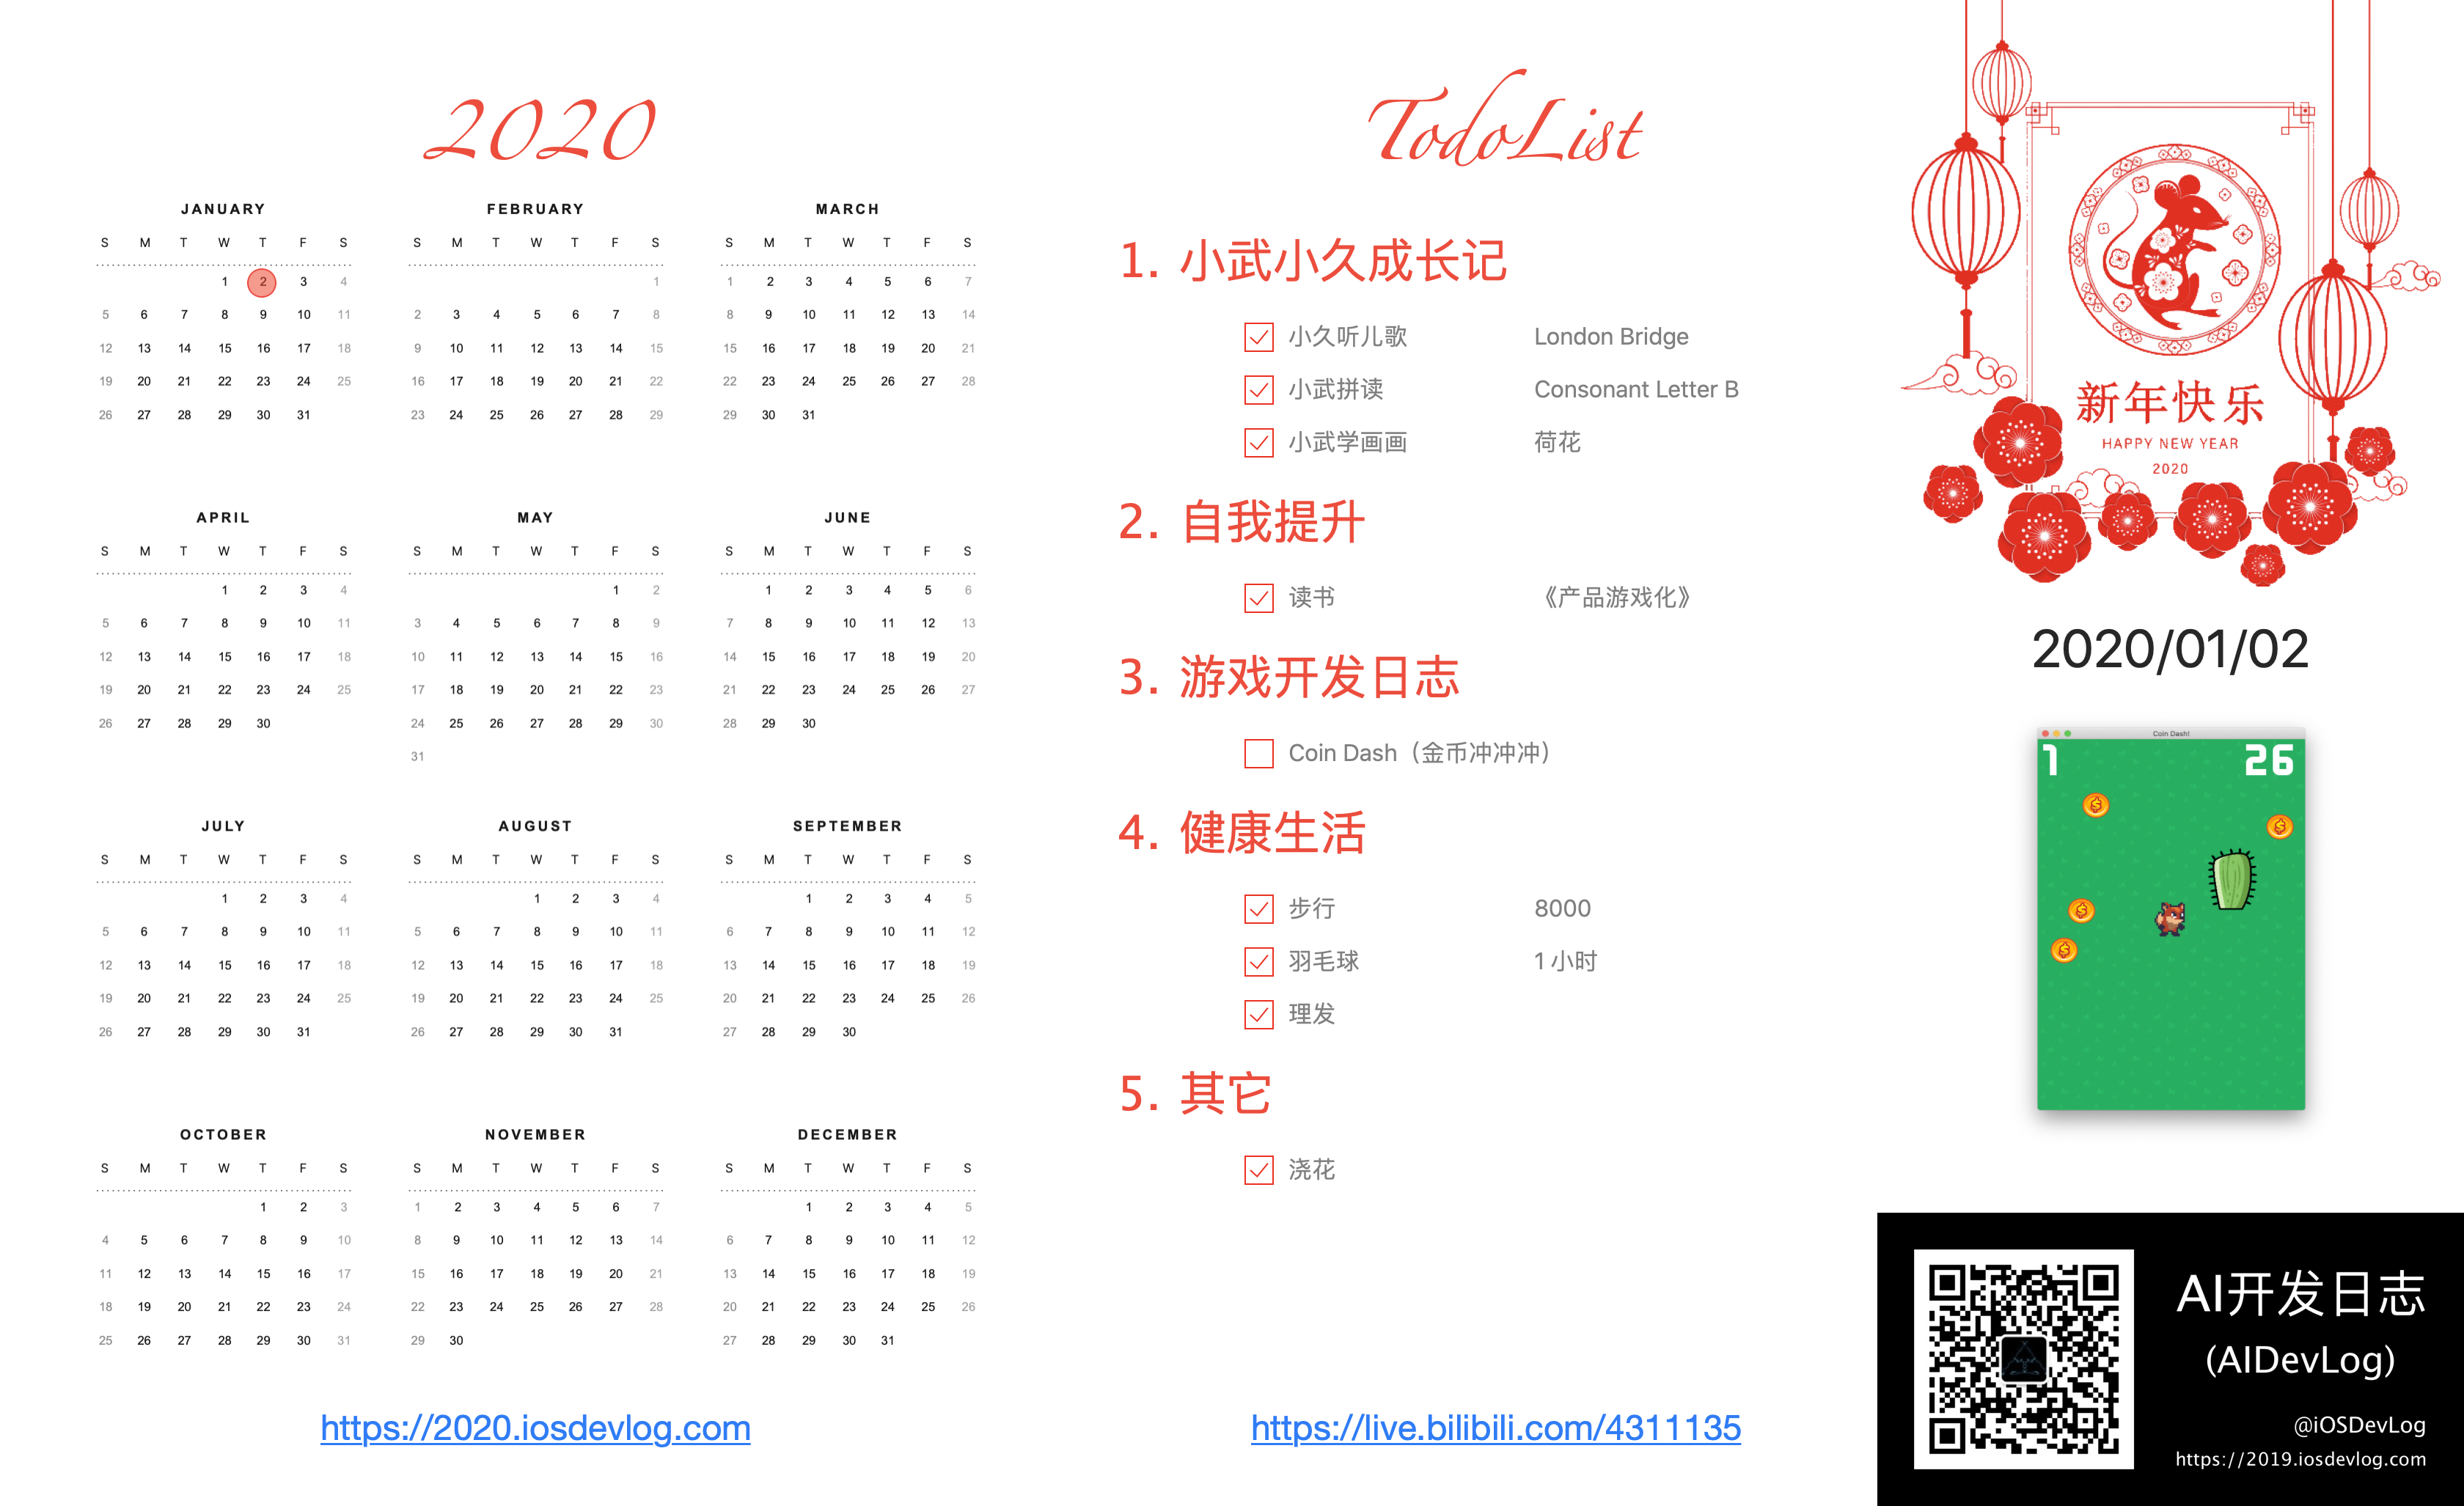 2020
JANUARY
S M T W T F S
1 2 3 4
5 6 7 8 9 10 11
12 13 14 15 16 17 18
19 20 21 22 23 24 25
26 27 28 29 30 31
FEBRUARY
S M T W T F S
1
2 3 4 5 6 7 8
9 10 11 12 13 14 15
16 17 18 19 20 21 22
23 24 25 26 27 28 29
MARCH
S M T W T F S
1 2 3 4 5 6 7
8 9 10 11 12 13 14
15 16 17 18 19 20 21
22 23 24 25 26 27 28
29 30 31
APRIL
S M T W T F S
1 2 3 4
5 6 7 8 9 10 11
12 13 14 15 16 17 18
19 20 21 22 23 24 25
26 27 28 29 30
MAY
S M T W T F S
1 2
3 4 5 6 7 8 9
10 11 12 13 14 15 16
17 18 19 20 21 22 23
24 25 26 27 28 29 30
31
JUNE
S M T W T F S
1 2 3 4 5 6
7 8 9 10 11 12 13
14 15 16 17 18 19 20
21 22 23 24 25 26 27
28 29 30
JULY
S M T W T F S
1 2 3 4
5 6 7 8 9 10 11
12 13 14 15 16 17 18
19 20 21 22 23 24 25
26 27 28 29 30 31
AUGUST
S M T W T F S
1 2 3 4
5 6 7 8 9 10 11
12 13 14 15 16 17 18
19 20 21 22 23 24 25
26 27 28 29 30 31
SEPTEMBER
S M T W T F S
1 2 3 4 5
6 7 8 9 10 11 12
13 14 15 16 17 18 19
20 21 22 23 24 25 26
27 28 29 30
OCTOBER
S M T W T F S
1 2 3
4 5 6 7 8 9 10
11 12 13 14 15 16 17
18 19 20 21 22 23 24
25 26 27 28 29 30 31
NOVEMBER
S M T W T F S
1 2 3 4 5 6 7
8 9 10 11 12 13 14
15 16 17 18 19 20 21
22 23 24 25 26 27 28
29 30
DECEMBER
S M T W T F S
1 2 3 4 5
6 7 8 9 10 11 12
13 14 15 16 17 18 19
20 21 22 23 24 25 26
27 28 29 30 31
https://2020.iosdevlog.com
TodoList
1. 小武小久成长记
小久听儿歌 London Bridge
小武拼读 Consonant Letter B
小武学画画 荷花
2. 自我提升
读书 《产品游戏化》
3. 游戏开发日志
Coin Dash（金币冲冲冲）
4. 健康生活
步行 8000
羽毛球 1 小时
理发
5. 其它
浇花
https://live.bilibili.com/4311135
新年快乐
HAPPY NEW YEAR
2020
2020/01/02
Coin Dash!
1 26
AI开发日志
(AIDevLog)
@iOSDevLog
https://2019.iosdevlog.com